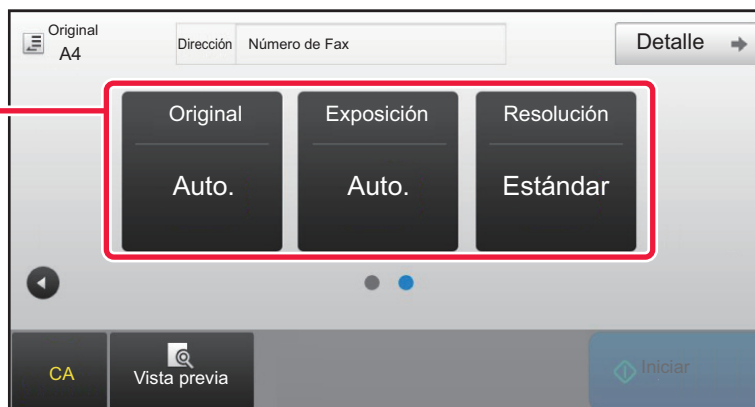 Original
A4
Dirección
Número de Fax
Detalle
Original
Exposición
Resolución
Auto.
Auto.
Estándar
CA
Vista previa
Iniciar